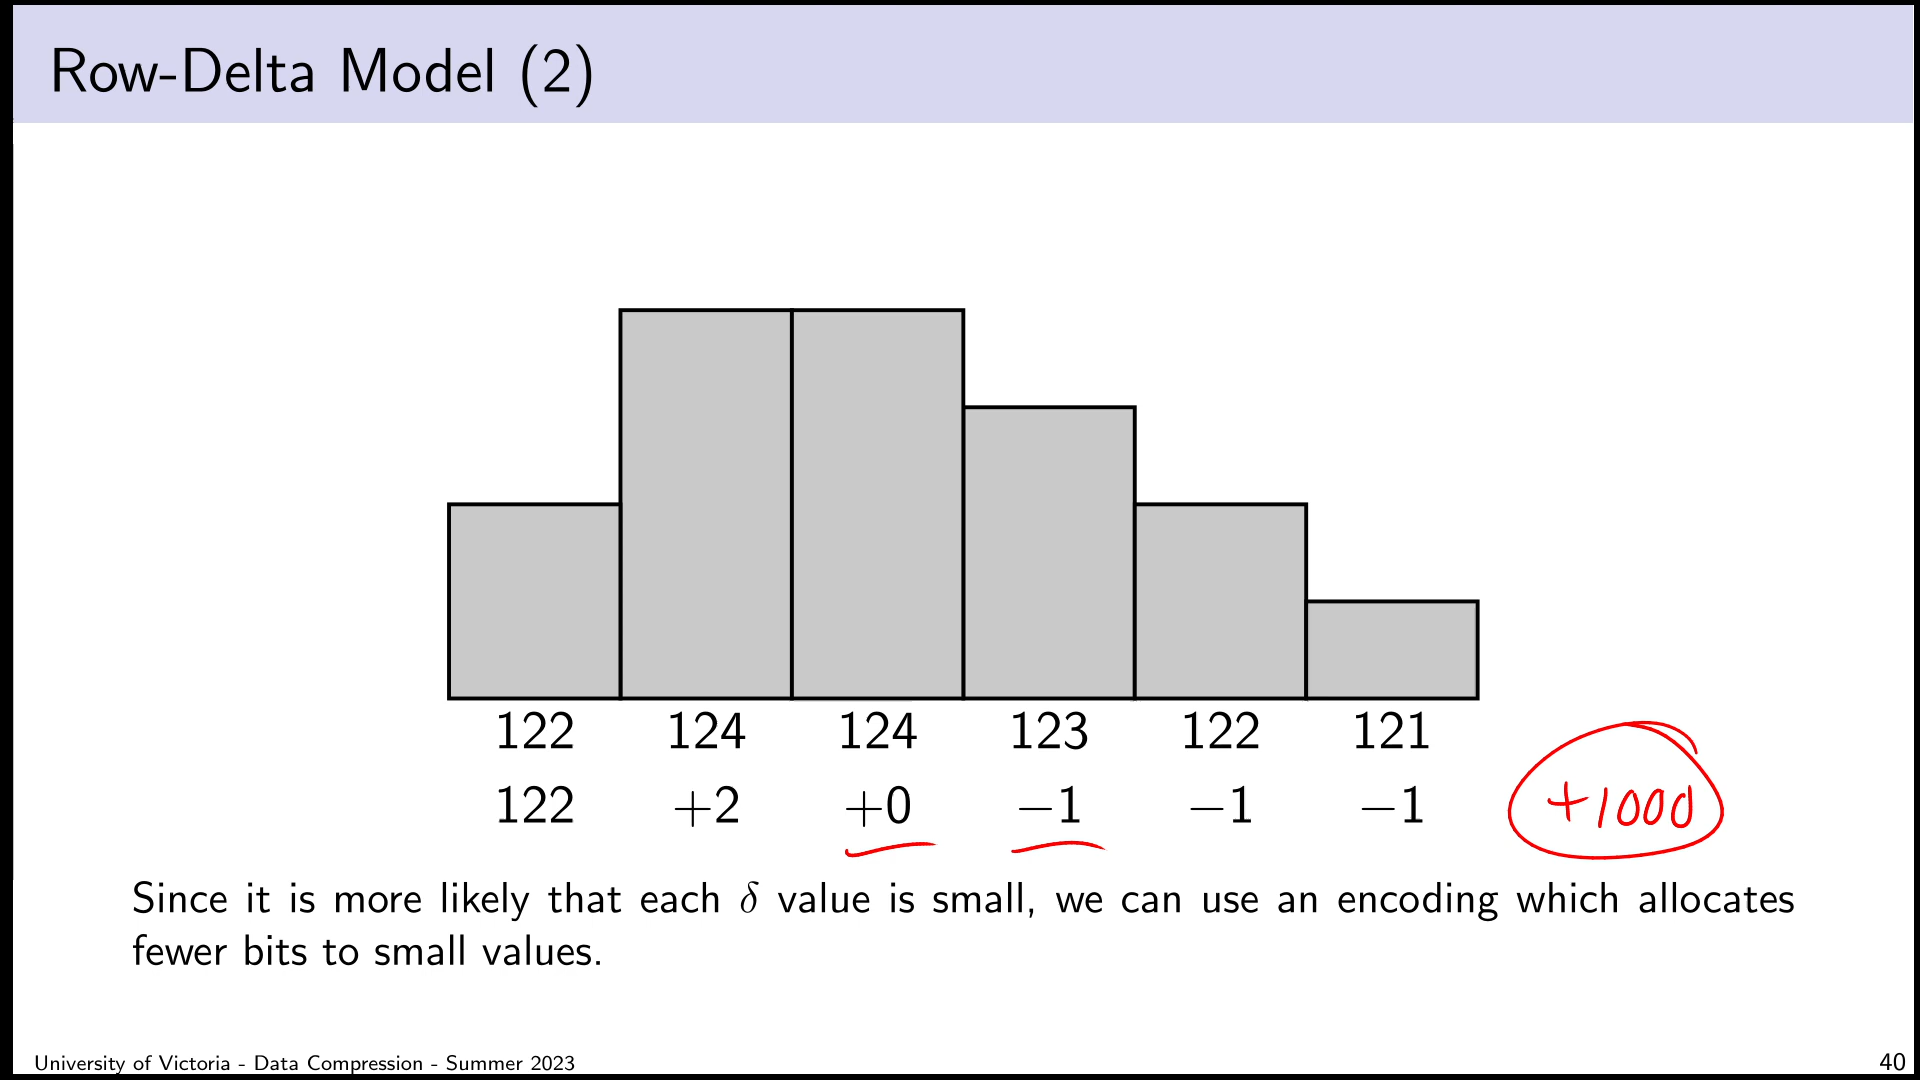 Row-Delta Model (2)
122 124 124 123 122 121
122 +2 +0 −1 −1 −1 +1000
Since it is more likely that each δ value is small, we can use an encoding which allocates
fewer bits to small values.
University of Victoria - Data Compression - Summer 2023 40